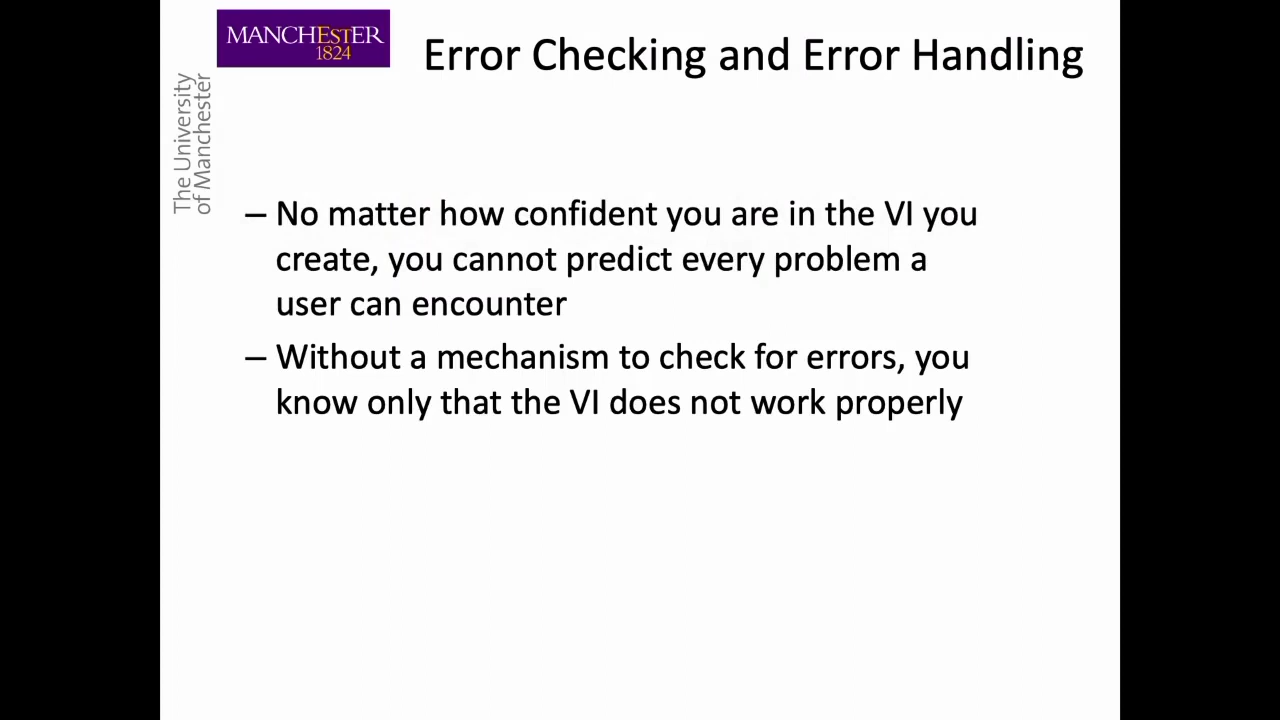 MANCHESTER
1824
The University
of Manchester
Error Checking and Error Handling
– No matter how confident you are in the VI you
create, you cannot predict every problem a
user can encounter
– Without a mechanism to check for errors, you
know only that the VI does not work properly